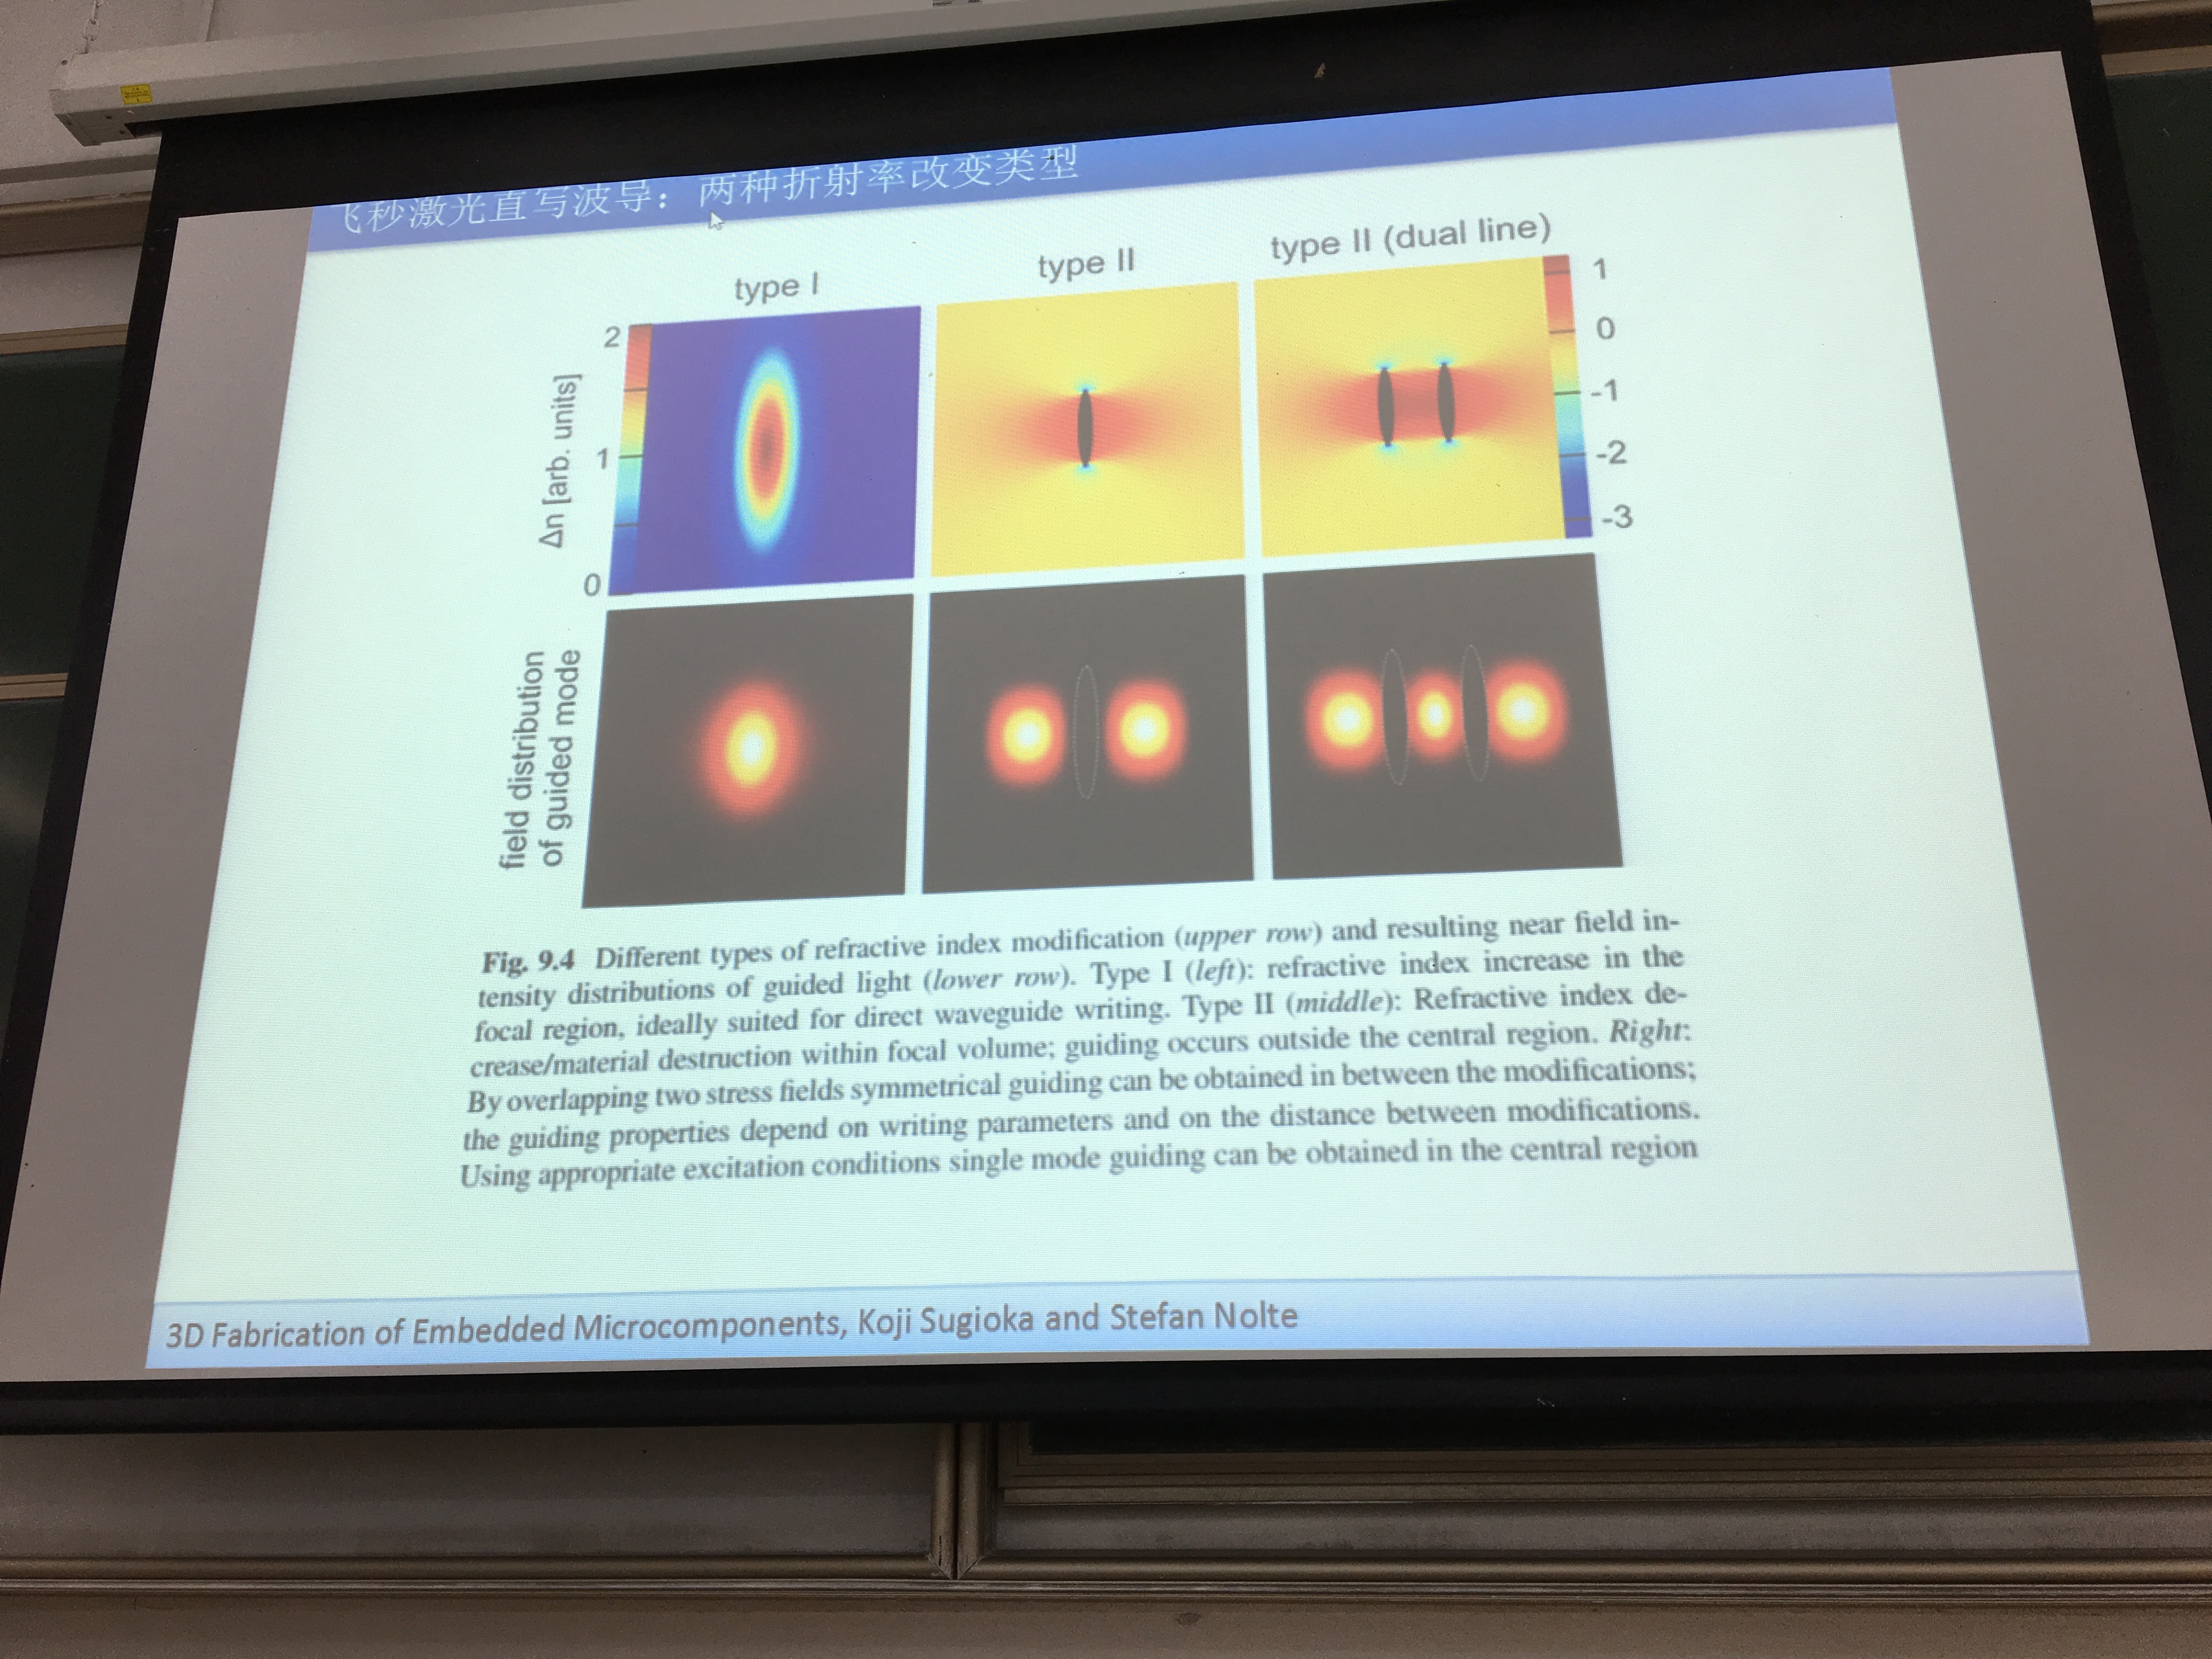 飞秒激光直写波导：两种折射率改变类型
type I
type II
type II (dual line)
2
1
0
Δn [arb. units]
1
0
-1
-2
-3
field distribution
of guided mode
Fig. 9.4 Different types of refractive index modification (upper row) and resulting near field in-
tensity distributions of guided light (lower row). Type I (left): refractive index increase in the
focal region, ideally suited for direct waveguide writing. Type II (middle): Refractive index de-
crease/material destruction within focal volume; guiding occurs outside the central region. Right:
By overlapping two stress fields symmetrical guiding can be obtained in between the modifications;
the guiding properties depend on writing parameters and on the distance between modifications.
Using appropriate excitation conditions single mode guiding can be obtained in the central region
3D Fabrication of Embedded Microcomponents, Koji Sugioka and Stefan Nolte